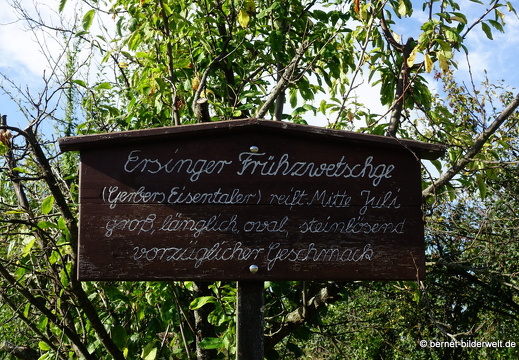 Ersinger Frühzwetschge
(Gerbers Eisentaler) reift Mitte Juli
groß, länglich oval, steinlösend
vorzüglicher Geschmack
© bernet-bilderwelt.de